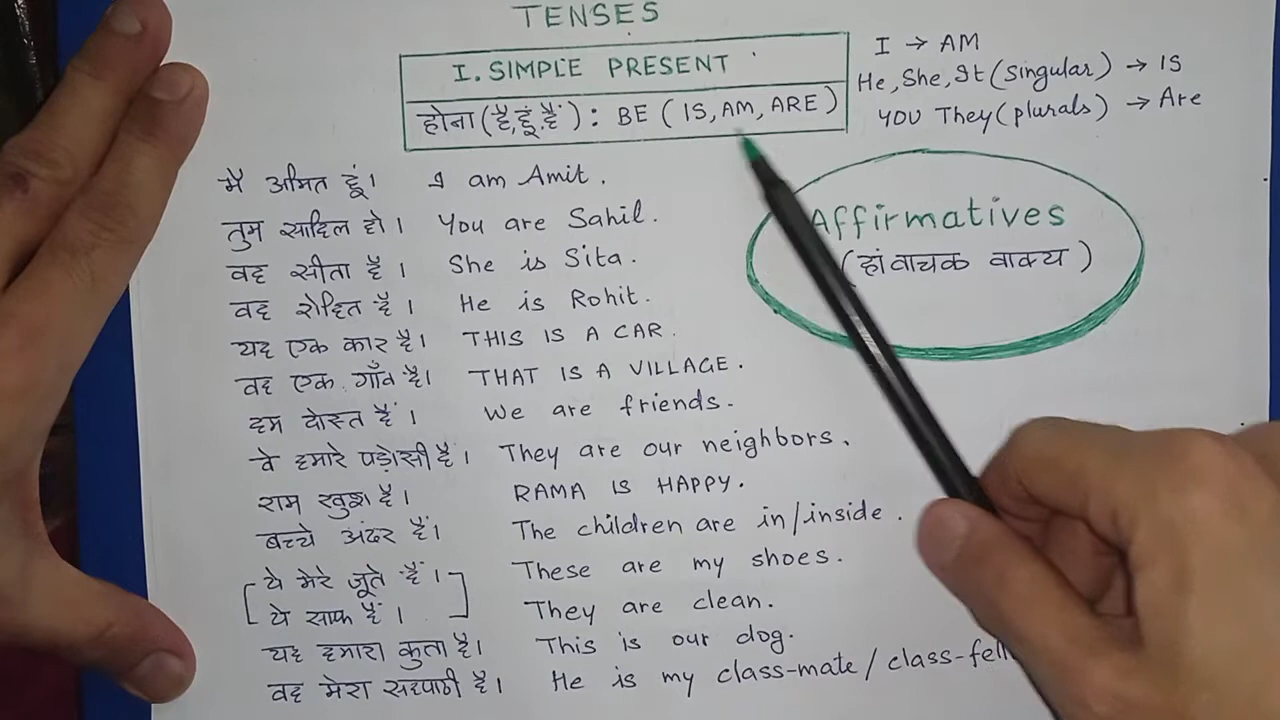 TENSES
I. SIMPLE PRESENT
होना (है, हूं, हैं) : BE ( IS, AM, ARE )
I → AM
He, She, It (singular) → IS
YOU They (plurals) → Are
Affirmatives
(हांवाचक वाक्य)
मै अमित हूं। I am Amit.
तुम साहिल हो। You are Sahil.
वह सीता है। She is Sita.
वह रोहित है। He is Rohit.
यह एक कार है। THIS IS A CAR.
वह एक गाँव है। THAT IS A VILLAGE.
हम दोस्त हैं। We are friends.
वे हमारे पड़ोसी हैं। They are our neighbors.
राम खुश है। RAMA IS HAPPY.
बच्चे अंदर हैं। The children are in/inside.
ये मेरे जूते हैं। These are my shoes.
ये साफ हैं। They are clean.
यह हमारा कुत्ता है। This is our dog.
वह मेरा सहपाठी है। He is my class-mate / class-fell